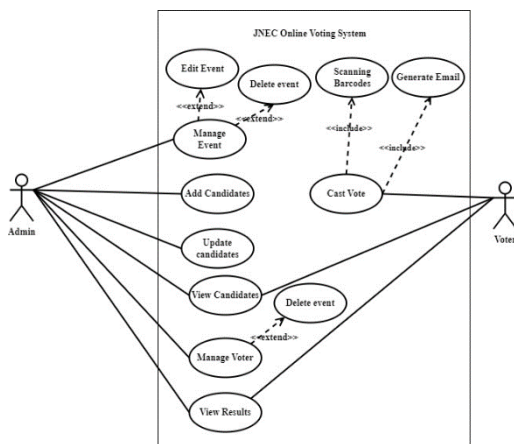 JNEC Online Voting System
Edit Event
Delete event
Scanning
Barcodes
Generate Email
<<extend>>
<<extend>>
Manage
Event
<<include>>
<<include>>
Add Candidates
Cast Vote
Admin
Voter
Update
candidates
View Candidates
Delete event
<<extend>>
Manage Voter
View Results